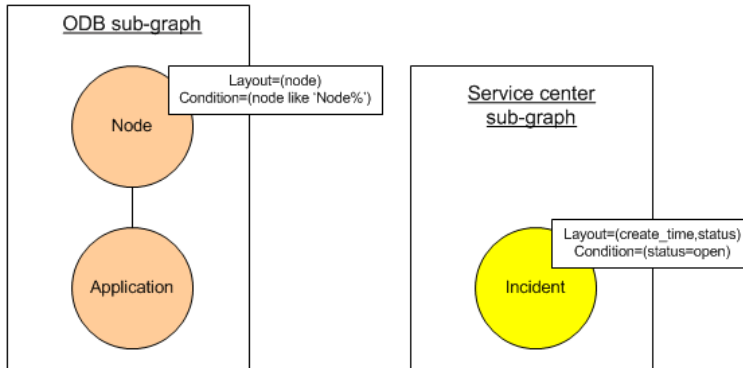 ODB sub-graph
Layout=(node)
Condition=(node like ‘Node%’)
Node
Application
Service center
sub-graph
Layout=(create_time,status)
Condition=(status=open)
Incident